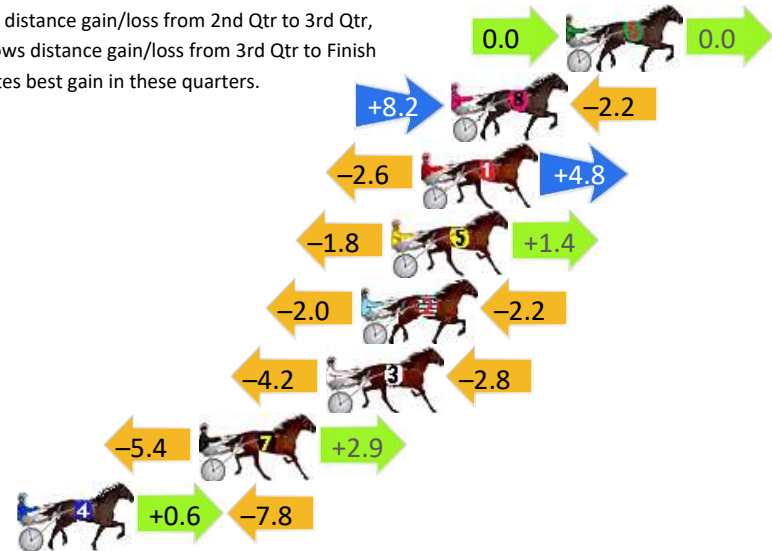 distance gain/loss from 2nd Qtr to 3rd Qtr,
ows distance gain/loss from 3rd Qtr to Finish
tes best gain in these quarters.
0.0 6 0.0
+8.2 8 –2.2
–2.6 1 +4.8
–1.8 5 +1.4
–2.0 2 –2.2
–4.2 3 –2.8
–5.4 7 +2.9
4 +0.6 –7.8